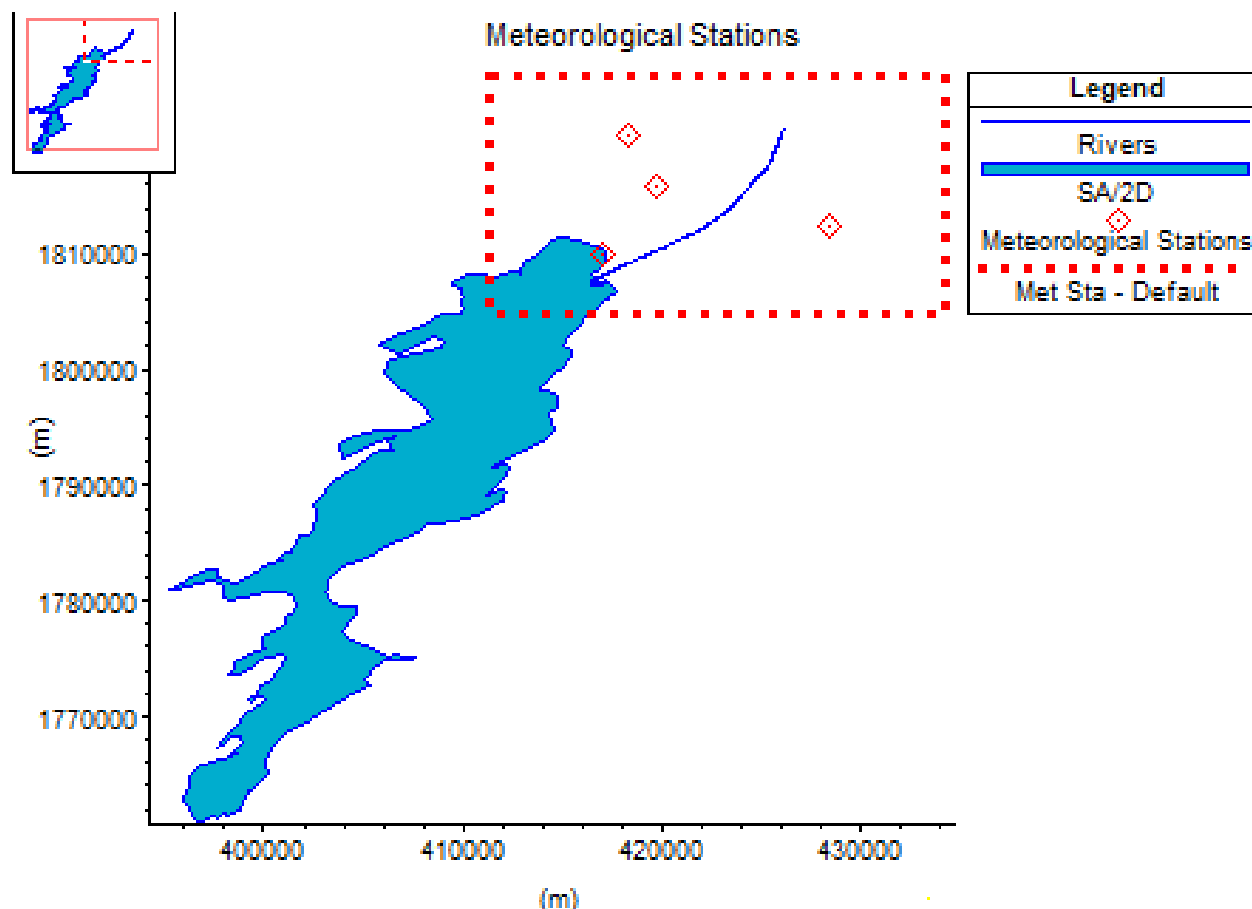 Meteorological Stations
Legend
Rivers
SA/2D
Meteorological Stations
Met Sta - Default
1810000
1800000
1790000
1780000
1770000
(m)
400000
410000
420000
430000
(m)